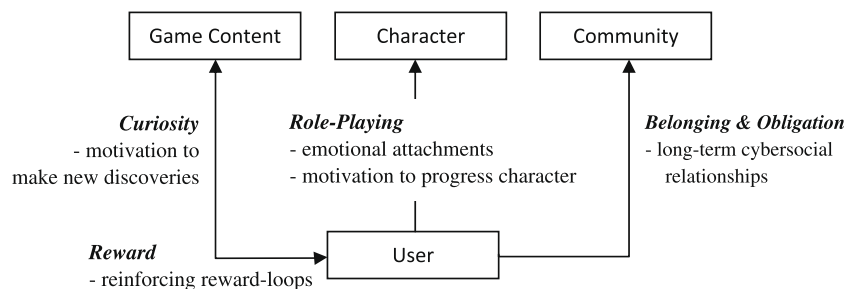 Game Content
Character
Community
Curiosity
- motivation to
make new discoveries
Role-Playing
- emotional attachments
- motivation to progress character
Belonging & Obligation
- long-term cybersocial
relationships
Reward
- reinforcing reward-loops
User